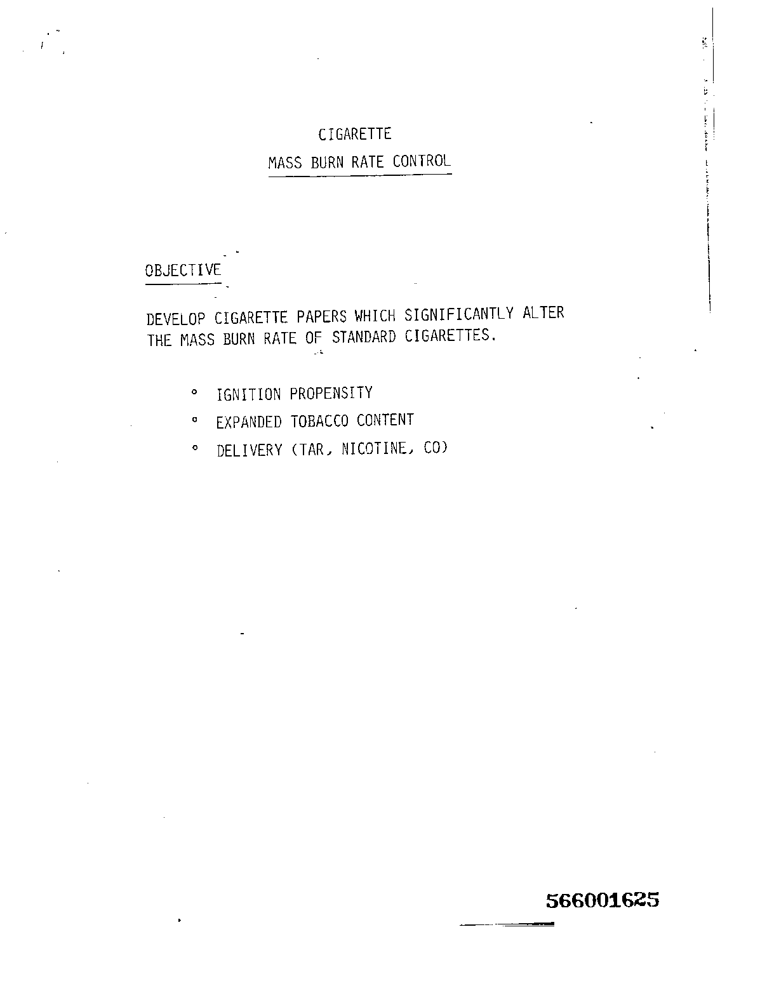 CIGARETTE
MASS BURN RATE CONTROL
OBJECTIVE
DEVELOP CIGARETTE PAPERS WHICH SIGNIFICANTLY ALTER
THE MASS BURN RATE OF STANDARD CIGARETTES.
° IGNITION PROPENSITY
° EXPANDED TOBACCO CONTENT
° DELIVERY (TAR, NICOTINE, CO)
566001625